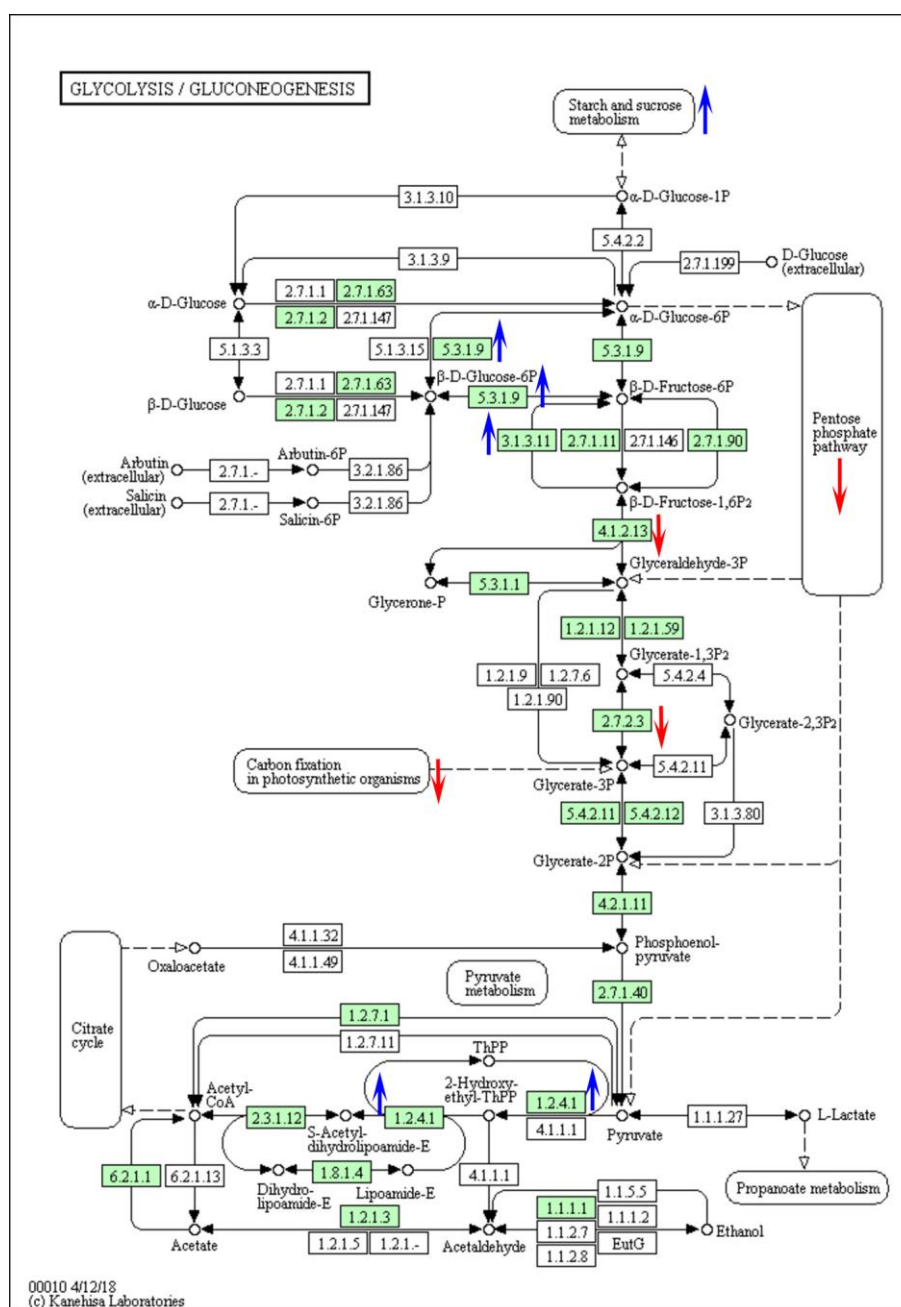 GLYCOLYSIS / GLUCONEOGENESIS
Starch and sucrose
metabolism
3.1.3.10
α-D-Glucose-1P
5.4.2.2
3.1.3.9
2.7.1.199
D-Glucose
(extracellular)
2.7.1.1
2.7.1.63
α-D-Glucose
2.7.1.2
2.7.1.147
α-D-Glucose-6P
5.1.3.3
5.1.3.15
5.3.1.9
5.3.1.9
β-D-Glucose-6P
β-D-Fructose-6P
2.7.1.1
2.7.1.63
β-D-Glucose
2.7.1.2
2.7.1.147
5.3.1.9
Pentose
phosphate
pathway
3.1.3.11
2.7.1.11
2.7.1.146
2.7.1.90
Arbutin
(extracellular)
2.7.1.-
Arbutin-6P
3.2.1.86
Salicin
(extracellular)
2.7.1.-
Salicin-6P
3.2.1.86
β-D-Fructose-1,6P2
4.1.2.13
Glyceraldehyde-3P
Glycerone-P
5.3.1.1
1.2.1.12
1.2.1.59
Glycerate-1,3P2
1.2.1.9
1.2.7.6
1.2.1.90
5.4.2.4
Glycerate-2,3P2
2.7.2.3
Carbon fixation
in photosynthetic organisms
5.4.2.11
Glycerate-3P
5.4.2.11
5.4.2.12
3.1.3.80
Glycerate-2P
4.2.1.11
4.1.1.32
Oxaloacetate
4.1.1.49
Phosphoenol-
pyruvate
Pyruvate
metabolism
2.7.1.40
Citrate
cycle
1.2.7.1
1.2.7.11
ThPP
Acetyl-
CoA
2-Hydroxy-
ethyl-ThPP
2.3.1.12
1.2.4.1
1.2.4.1
S-Acetyl-
dihydrolipoamide-E
4.1.1.1
Pyruvate
1.1.1.27
L-Lactate
6.2.1.1
6.2.1.13
1.8.1.4
Dihydro-
lipoamide-E
Lipoamide-E
4.1.1.1
Propanoate metabolism
1.2.1.3
1.1.1.1
1.1.5.5
1.1.1.2
Acetate
1.2.1.5
1.2.1.-
Acetaldehyde
1.1.2.7
EutG
Ethanol
1.1.2.8
00010 4/12/18
(c) Kanehisa Laboratories